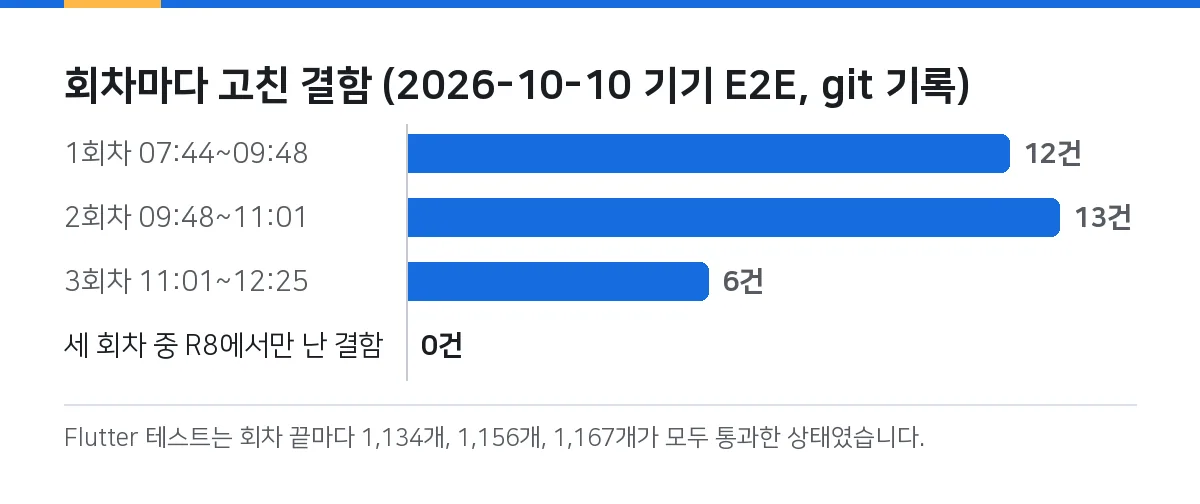 회차마다 고친 결함 (2026-10-10 기기 E2E, git 기록)
1회차 07:44~09:48 12건
2회차 09:48~11:01 13건
3회차 11:01~12:25 6건
세 회차 중 R8에서만 난 결함 0건
Flutter 테스트는 회차 끝마다 1,134개, 1,156개, 1,167개가 모두 통과한 상태였습니다.